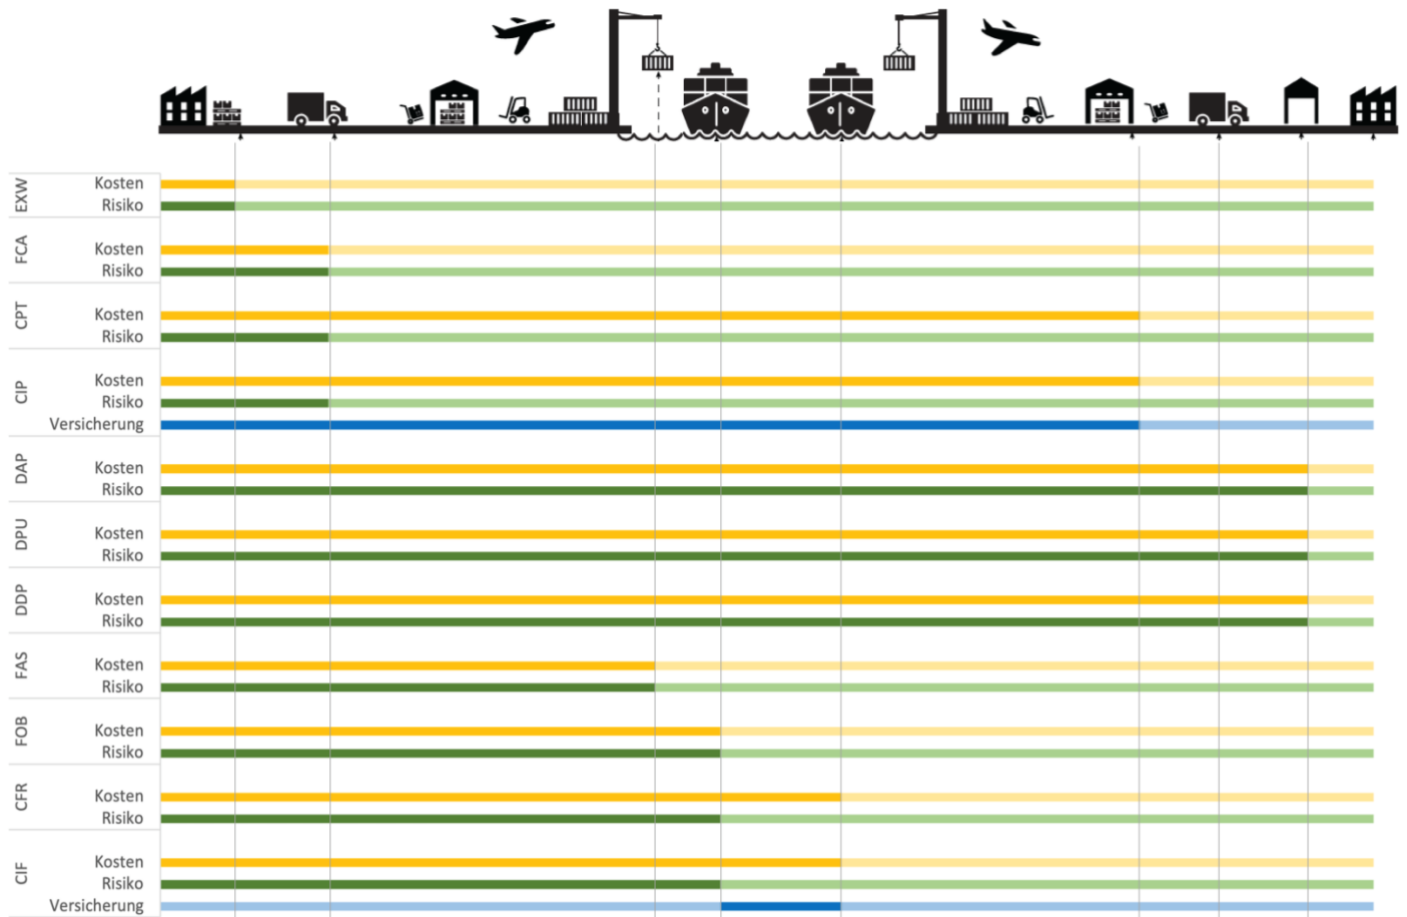 EXW
Kosten
Risiko
FCA
Kosten
Risiko
CPT
Kosten
Risiko
CIP
Kosten
Risiko
Versicherung
DAP
Kosten
Risiko
DPU
Kosten
Risiko
DDP
Kosten
Risiko
FAS
Kosten
Risiko
FOB
Kosten
Risiko
CFR
Kosten
Risiko
CIF
Kosten
Risiko
Versicherung